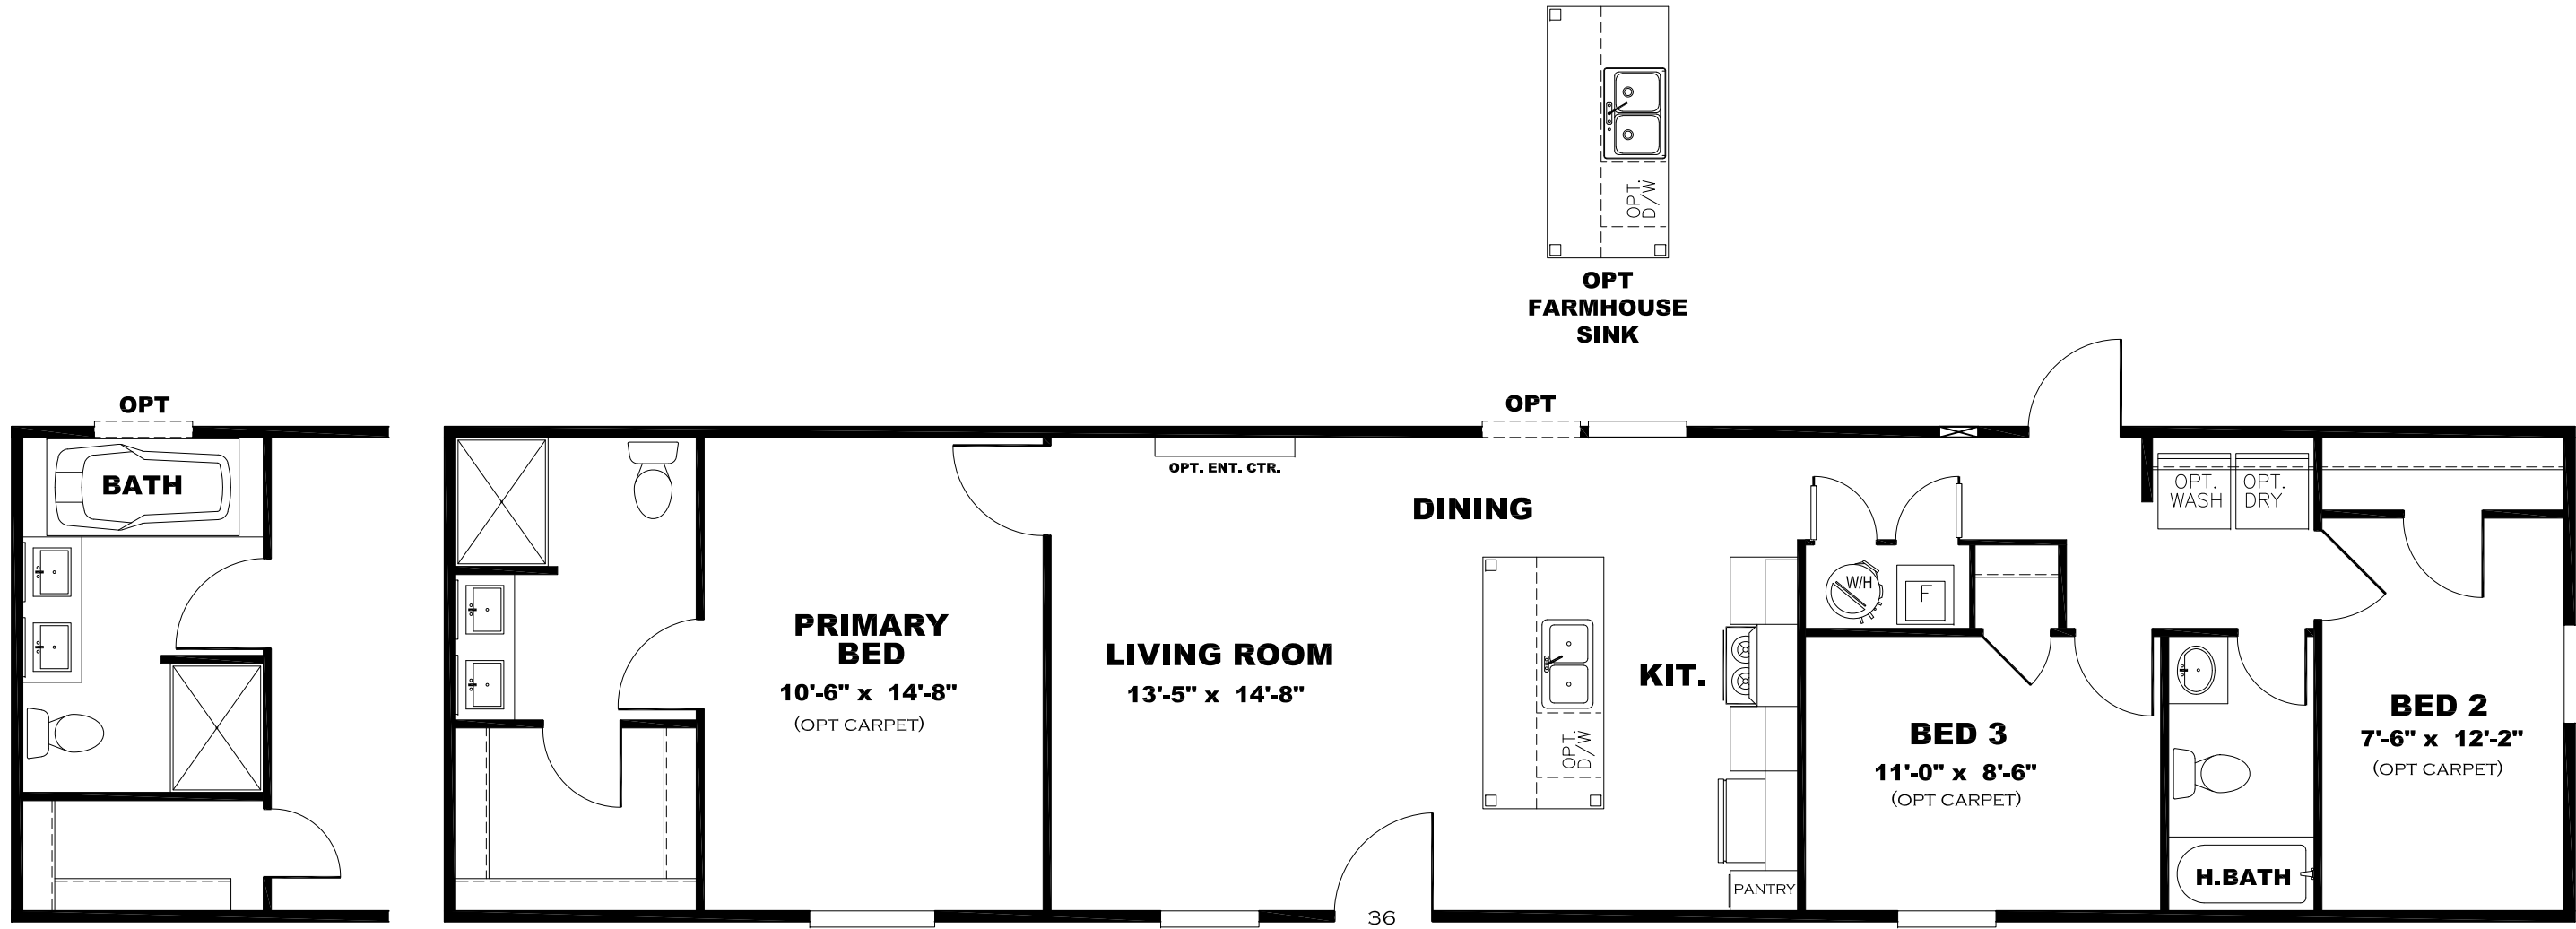 OPT.
D/W
OPT
FARMHOUSE
SINK
OPT
BATH
OPT
OPT. ENT. CTR.
DINING
OPT.
WASH
OPT.
DRY
W/H
F
PRIMARY
BED
10'-6" x 14'-8"
(OPT CARPET)
LIVING ROOM
13'-5" x 14'-8"
KIT.
OPT.
D/W
PANTRY
36
BED 3
11'-0" x 8'-6"
(OPT CARPET)
H.BATH
BED 2
7'-6" x 12'-2"
(OPT CARPET)